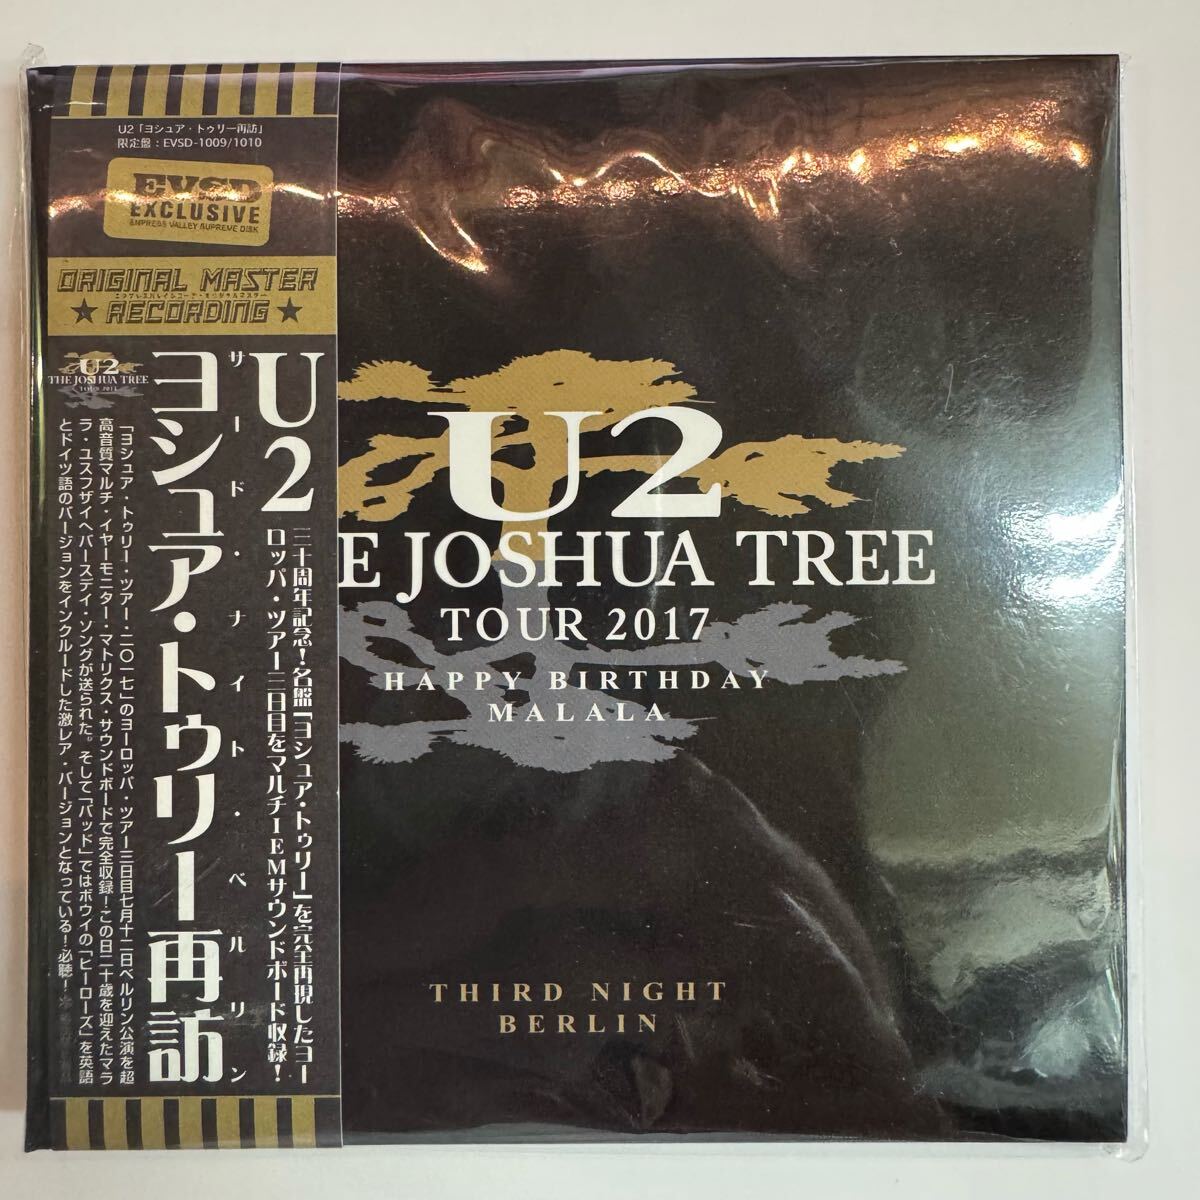 U2「ヨシュア・トゥリー再訪」
限定盤:EVSD-1009/1010
EVSD
EXCLUSIVE
EMPRESS VALLEY SUPREME DISK
ORIGINAL MASTER
RECORDING
U2
THE JOSHUA TREE
TOUR 2017
U2
三十周年記念!名盤「ヨシュア・トゥリー」を完全再現したヨー
ロッパ・ツアー三日目をマルチIEMサウンドボード収録!
サード・ナイト・ベルリン
ヨシュア・トゥリー再訪
「ヨシュア・トゥリー・ツアー・二〇一七」のヨーロッパ・ツアー三日目七月十二日ベルリン公演を超
高音質マルチ・イヤーモニター・マトリクス・サウンドボードで完全収録!この日二十歳を迎えたマラ
ラ・ユスフザイへバースデイ・ソングが送られた。そして「バッド」ではボウイの「ヒーローズ」を英語
とドイツ語のバージョンをインクルードした激レア・バージョンとなっている!必聴!
U2
E JOSHUA TREE
TOUR 2017
HAPPY BIRTHDAY
MALALA
THIRD NIGHT
BERLIN